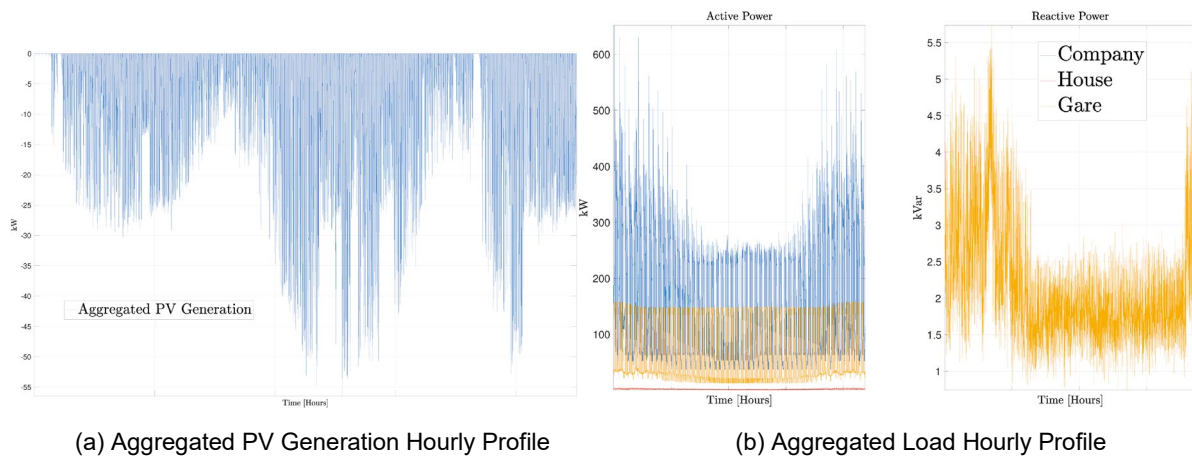 0
-5
-10
-15
-20
-25
-30
-35
-40
-45
-50
-55
kW
Aggregated PV Generation
Time [Hours]
(a) Aggregated PV Generation Hourly Profile
Active Power
600
500
400
300
200
100
kW
Time [Hours]
Reactive Power
5.5
5
4.5
4
3.5
3
2.5
2
1.5
1
kVar
Company
House
Gare
Time [Hours]
(b) Aggregated Load Hourly Profile